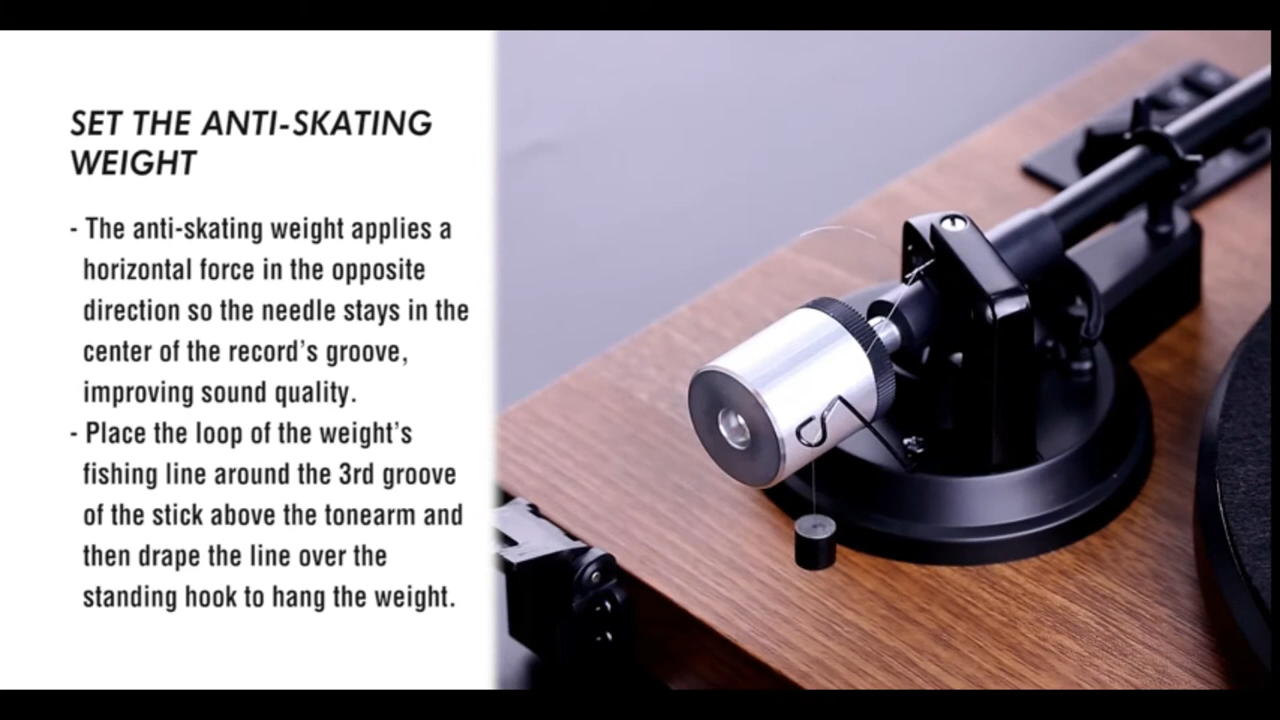 SET THE ANTI-SKATING
WEIGHT
- The anti-skating weight applies a
horizontal force in the opposite
direction so the needle stays in the
center of the record's groove,
improving sound quality.
- Place the loop of the weight's
fishing line around the 3rd groove
of the stick above the tonearm and
then drape the line over the
standing hook to hang the weight.